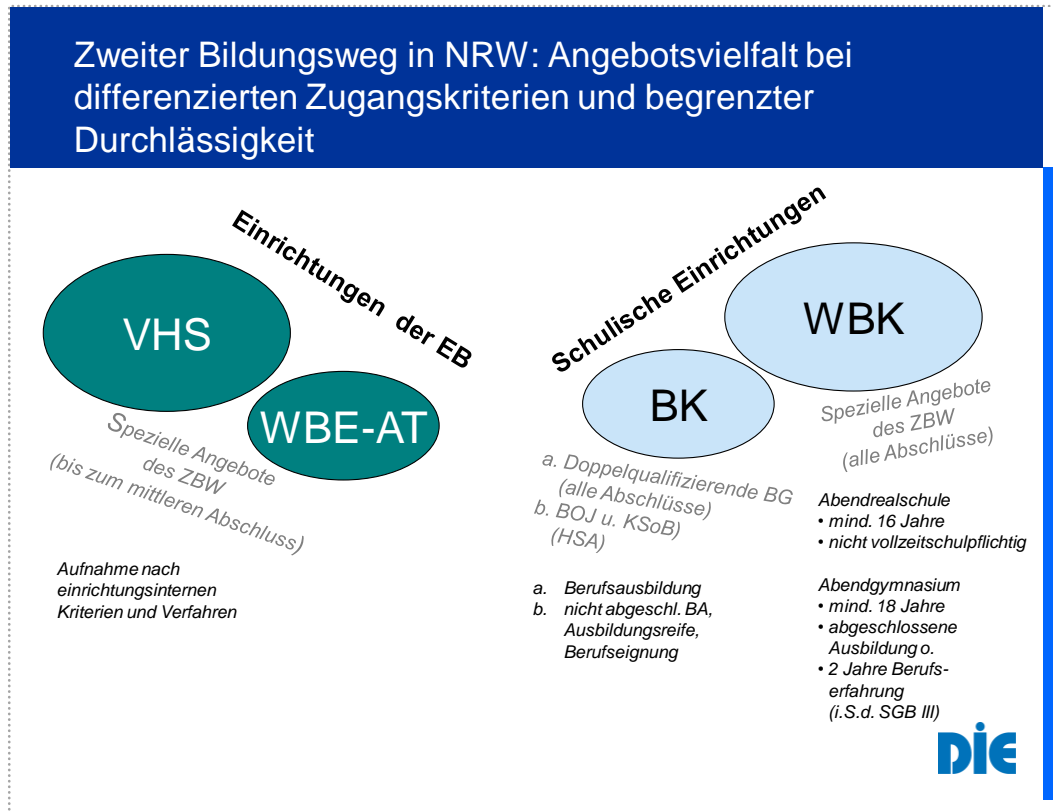 Zweiter Bildungsweg in NRW: Angebotsvielfalt bei
differenzierten Zugangskriterien und begrenzter
Durchlässigkeit
Einrichtungen der EB
VHS
WBE-AT
Spezielle Angebote
des ZBW
(bis zum mittleren Abschluss)
Aufnahme nach
einrichtungsinternen
Kriterien und Verfahren
Schulische Einrichtungen
BK
WBK
a. Doppelqualifizierende BG
(alle Abschlüsse)
b. BOJ u. KSoB)
(HSA)
a. Berufsausbildung
b. nicht abgeschl. BA,
Ausbildungsreife,
Berufseignung
Spezielle Angebote
des ZBW
(alle Abschlüsse)
Abendrealschule
• mind. 16 Jahre
• nicht vollzeitschulpflichtig
Abendgymnasium
• mind. 18 Jahre
• abgeschlossene
Ausbildung o.
• 2 Jahre Berufs-
erfahrung
(i.S.d. SGB III)
DIE